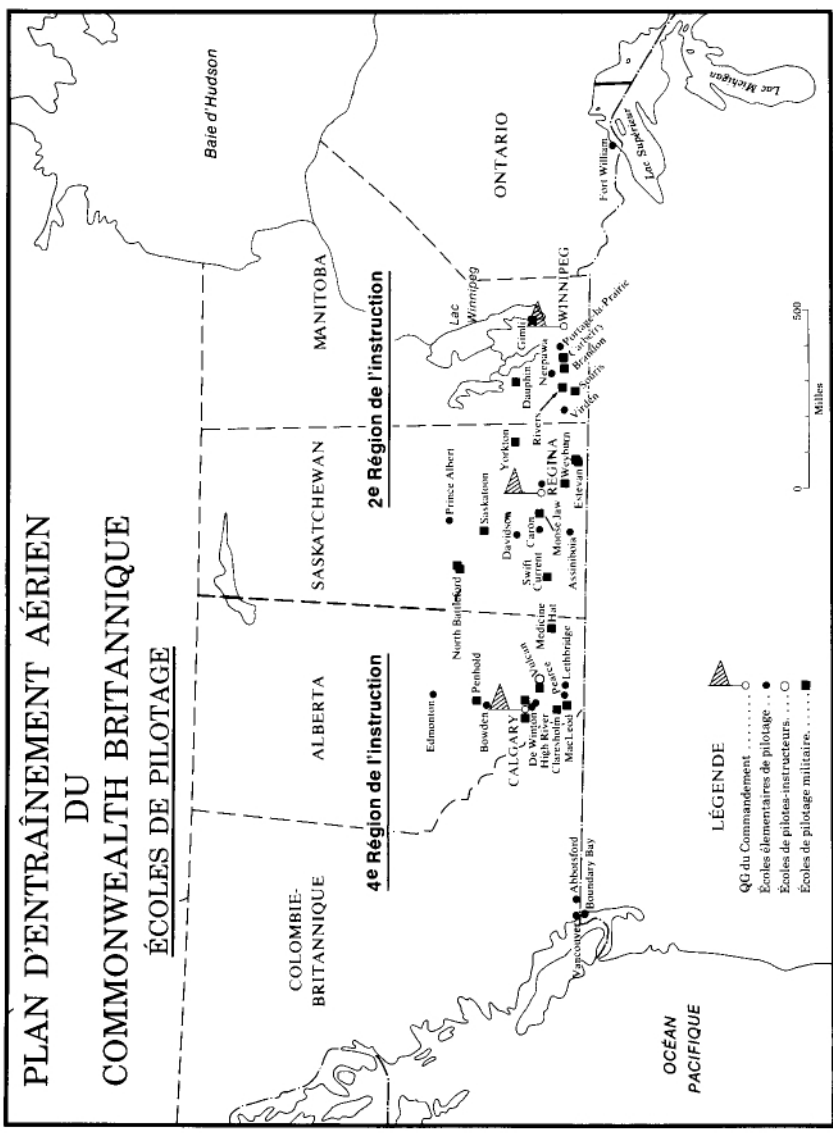 PLAN D'ENTRAÎNEMENT AÉRIEN
DU
COMMONWEALTH BRITANNIQUE
ÉCOLES DE PILOTAGE
Baie d'Hudson
COLOMBIE-
BRITANNIQUE
ALBERTA
SASKATCHEWAN
MANITOBA
ONTARIO
4e Région de l'instruction
2e Région de l'instruction
Lac
Winnipeg
Edmonton
Penhold
Bowden
CALGARY
De Winton
High River
Claresholm
MacLeod
Vulcan
Pearce
Lethbridge
Medicine
Hat
North Battleford
Prince Albert
Saskatoon
Davidson
Caron
Moose Jaw
Swift
Current
Assiniboia
Yorkton
REGINA
Weyburn
Estevan
Dauphin
Neepawa
Rivers
Virden
Souris
Brandon
Carberry
Portage-la-Prairie
Gimli
WINNIPEG
Fort William
Lac Supérieur
Lac Michigan
Vancouver
Abbotsford
Boundary Bay
OCÉAN
PACIFIQUE
LÉGENDE
QG du Commandement ........
Écoles élementaires de pilotage ..
Écoles de pilotes-instructeurs....
Écoles de pilotage militaire......
0
500
Milles